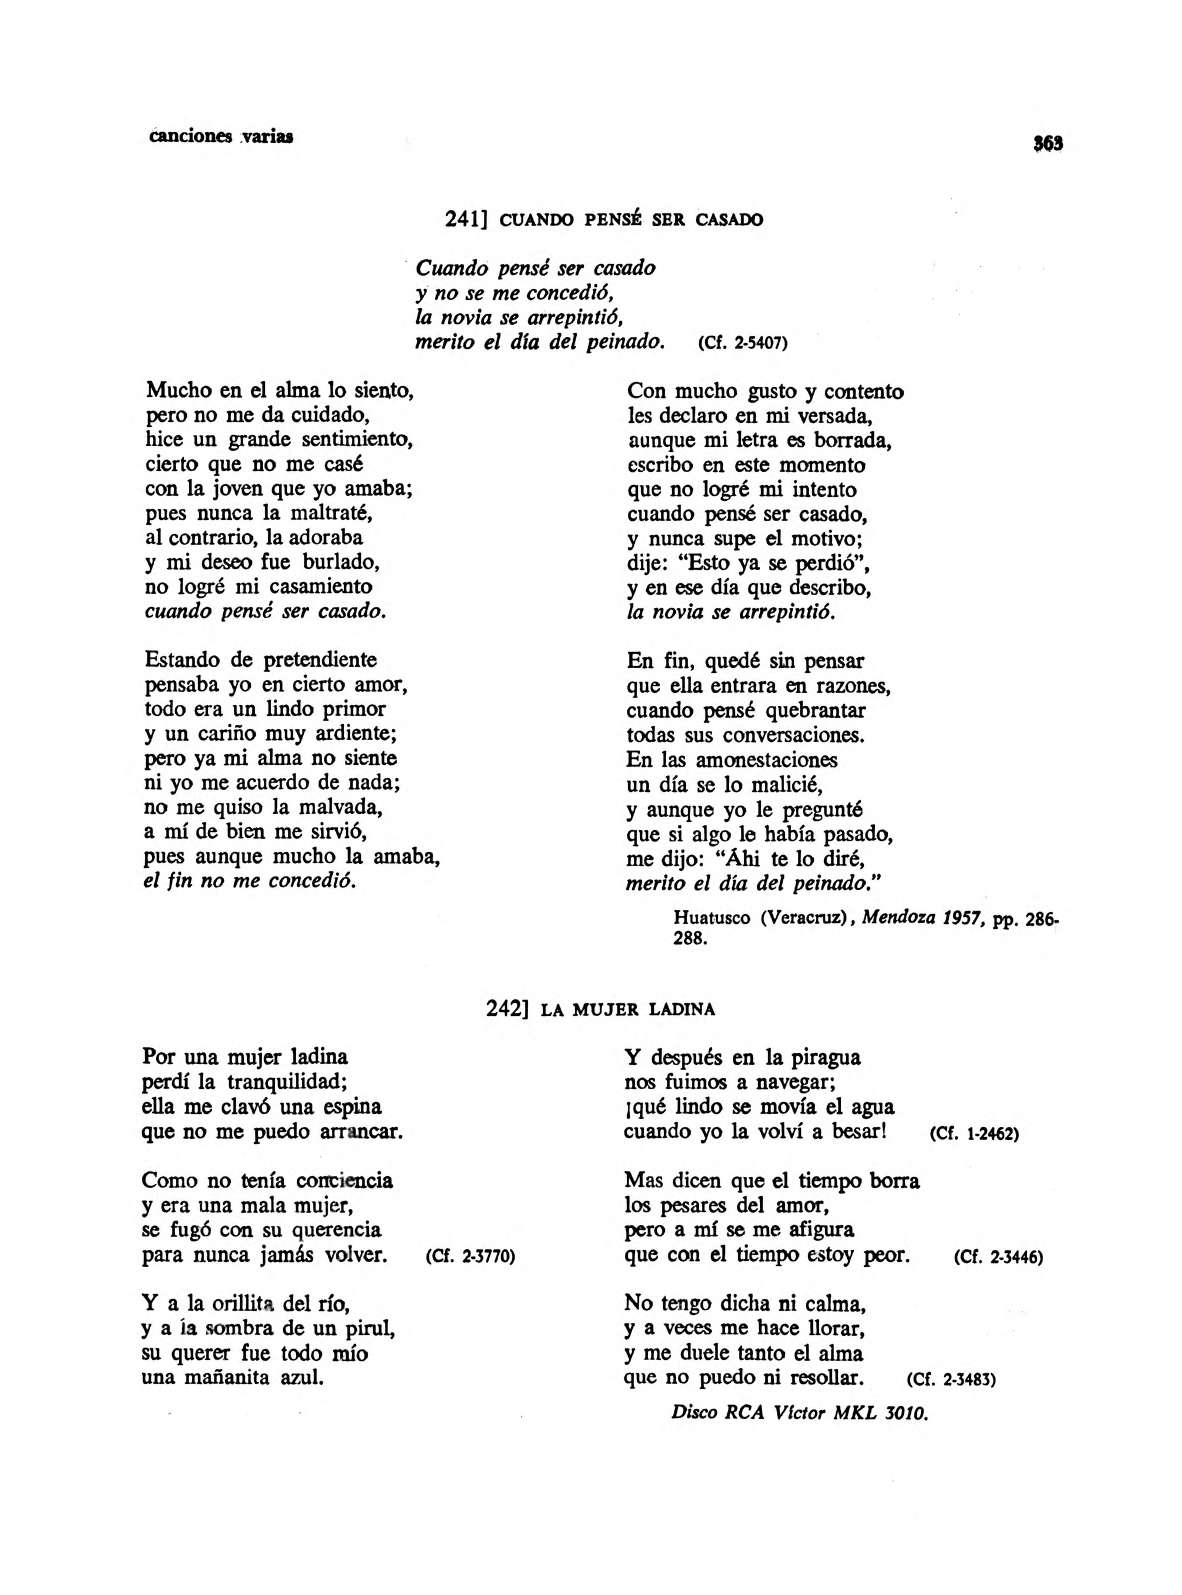 canciones varias
363
241] CUANDO PENSÉ SER CASADO
Cuando pensé ser casado
y no se me concedió,
la novia se arrepintió,
merito el día del peinado. (Cf. 2-5407)
Mucho en el alma lo siento,
pero no me da cuidado,
hice un grande sentimiento,
cierto que no me casé
con la joven que yo amaba;
pues nunca la maltraté,
al contrario, la adoraba
y mi deseo fue burlado,
no logré mi casamiento
cuando pensé ser casado.
Estando de pretendiente
pensaba yo en cierto amor,
todo era un lindo primor
y un cariño muy ardiente;
pero ya mi alma no siente
ni yo me acuerdo de nada;
no me quiso la malvada,
a mí de bien me sirvió,
pues aunque mucho la amaba,
el fin no me concedió.
Con mucho gusto y contento
les declaro en mi versada,
aunque mi letra es borrada,
escribo en este momento
que no logré mi intento
cuando pensé ser casado,
y nunca supe el motivo;
dije: “Esto ya se perdió”,
y en ese día que describo,
la novia se arrepintió.
En fin, quedé sin pensar
que ella entrara en razones,
cuando pensé quebrantar
todas sus conversaciones.
En las amonestaciones
un día se lo malicié,
y aunque yo le pregunté
que si algo le había pasado,
me dijo: “Áhi te lo diré,
merito el día del peinado.”
Huatusco (Veracruz), Mendoza 1957, pp. 286-
288.
242] LA MUJER LADINA
Por una mujer ladina
perdí la tranquilidad;
ella me clavó una espina
que no me puedo arrancar.
Como no tenía conciencia
y era una mala mujer,
se fugó con su querencia
para nunca jamás volver. (Cf. 2-3770)
Y a la orillita del río,
y a la sombra de un pirul,
su querer fue todo mío
una mañanita azul.
Y después en la piragua
nos fuimos a navegar;
¡qué lindo se movía el agua
cuando yo la volví a besar! (Cf. 1-2462)
Mas dicen que el tiempo borra
los pesares del amor,
pero a mí se me afigura
que con el tiempo estoy peor. (Cf. 2-3446)
No tengo dicha ni calma,
y a veces me hace llorar,
y me duele tanto el alma
que no puedo ni resollar. (Cf. 2-3483)
Disco RCA Víctor MKL 3010.